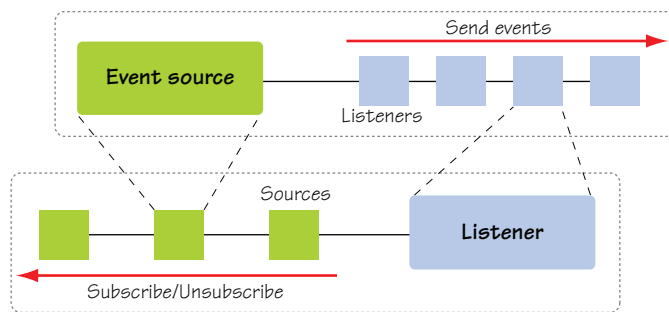 Send events
Event source
Listeners
Sources
Listener
Subscribe/Unsubscribe